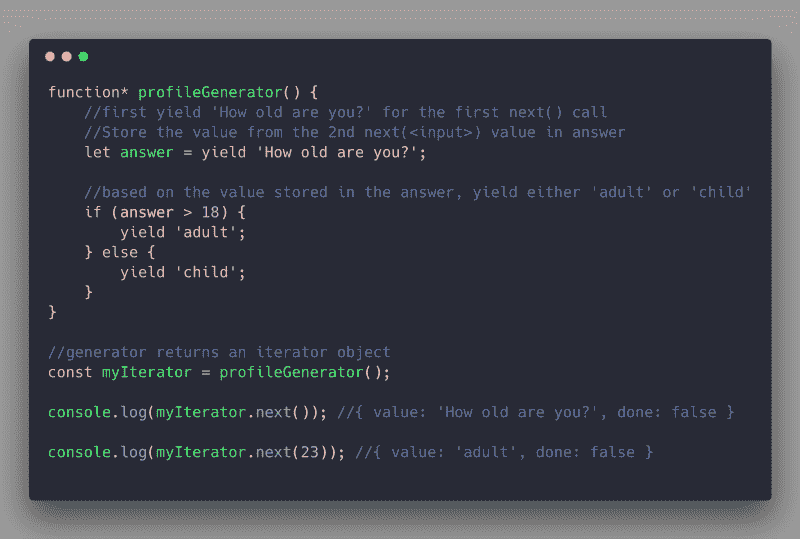 function* profileGenerator() {
    //first yield 'How old are you?' for the first next() call
    //Store the value from the 2nd next(<input>) value in answer
    let answer = yield 'How old are you?';

    //based on the value stored in the answer, yield either 'adult' or 'child'
    if (answer > 18) {
        yield 'adult';
    } else {
        yield 'child';
    }
}

//generator returns an iterator object
const myIterator = profileGenerator();

console.log(myIterator.next()); //{ value: 'How old are you?', done: false }

console.log(myIterator.next(23)); //{ value: 'adult', done: false }